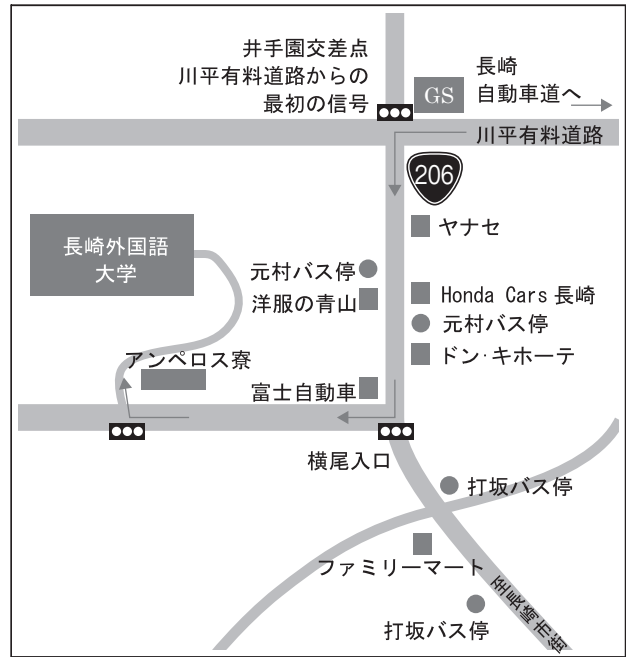 井手園交差点
川平有料道路からの
最初の信号
GS
長崎
自動車道へ
川平有料道路
206
ヤナセ
長崎外国語
大学
元村バス停
洋服の青山
Honda Cars 長崎
元村バス停
ドン・キホーテ
アンペロス寮
富士自動車
横尾入口
打坂バス停
ファミリーマート
至長崎市街
打坂バス停